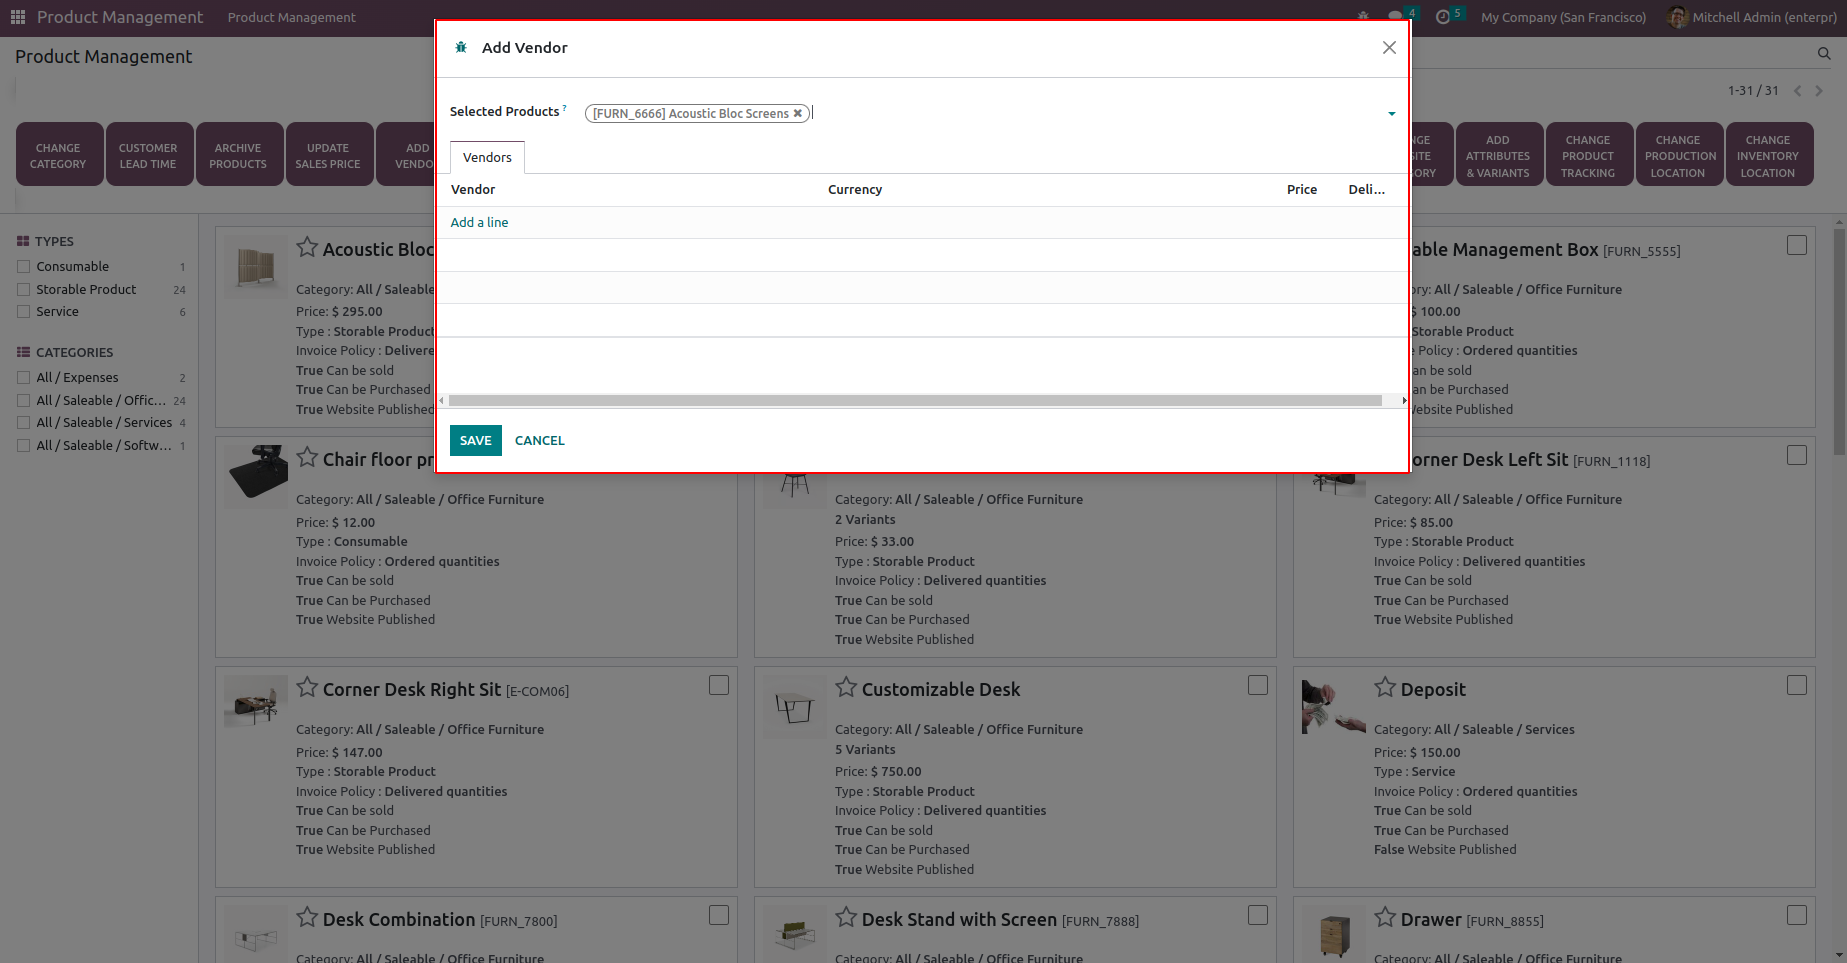 Product Management Product Management 4 5 My Company (San Francisco) Mitchell Admin (enterpr)
Product Management
1-31 / 31
CHANGE CATEGORY
CUSTOMER LEAD TIME
ARCHIVE PRODUCTS
UPDATE SALES PRICE
ADD
ADD ATTRIBUTES & VARIANTS
CHANGE PRODUCT TRACKING
CHANGE PRODUCTION LOCATION
CHANGE INVENTORY LOCATION
Add Vendor
Selected Products ? [FURN_6666] Acoustic Bloc Screens
Vendors
Vendor Currency Price Deli...
Add a line
SAVE CANCEL
TYPES
Consumable 1
Storable Product 24
Service 6
CATEGORIES
All / Expenses 2
All / Saleable / Offic... 24
All / Saleable / Services 4
All / Saleable / Softw... 1
Acoustic Bloc
Category: All / Saleable
Price: $ 295.00
Type : Storable Product
Invoice Policy : Delivere
True Can be sold
True Can be Purchased
True Website Published
able Management Box [FURN_5555]
ory: All / Saleable / Office Furniture
$ 100.00
Storable Product
Policy : Ordered quantities
an be sold
an be Purchased
Website Published
Chair floor pr
Category: All / Saleable / Office Furniture
Price: $ 12.00
Type : Consumable
Invoice Policy : Ordered quantities
True Can be sold
True Can be Purchased
True Website Published
Category: All / Saleable / Office Furniture
2 Variants
Price: $ 33.00
Type : Storable Product
Invoice Policy : Delivered quantities
True Can be sold
True Can be Purchased
True Website Published
orner Desk Left Sit [FURN_1118]
Category: All / Saleable / Office Furniture
Price: $ 85.00
Type : Storable Product
Invoice Policy : Delivered quantities
True Can be sold
True Can be Purchased
True Website Published
Corner Desk Right Sit [E-COM06]
Category: All / Saleable / Office Furniture
Price: $ 147.00
Type : Storable Product
Invoice Policy : Delivered quantities
True Can be sold
True Can be Purchased
True Website Published
Customizable Desk
Category: All / Saleable / Office Furniture
5 Variants
Price: $ 750.00
Type : Storable Product
Invoice Policy : Delivered quantities
True Can be sold
True Can be Purchased
True Website Published
Deposit
Category: All / Saleable / Services
Price: $ 150.00
Type : Service
Invoice Policy : Ordered quantities
True Can be sold
True Can be Purchased
False Website Published
Desk Combination [FURN_7800]
Category: All / Saleable / Office Furniture
Desk Stand with Screen [FURN_7888]
Category: All / Saleable / Office Furniture
Drawer [FURN_8855]
Category: All / Saleable / Office Furniture